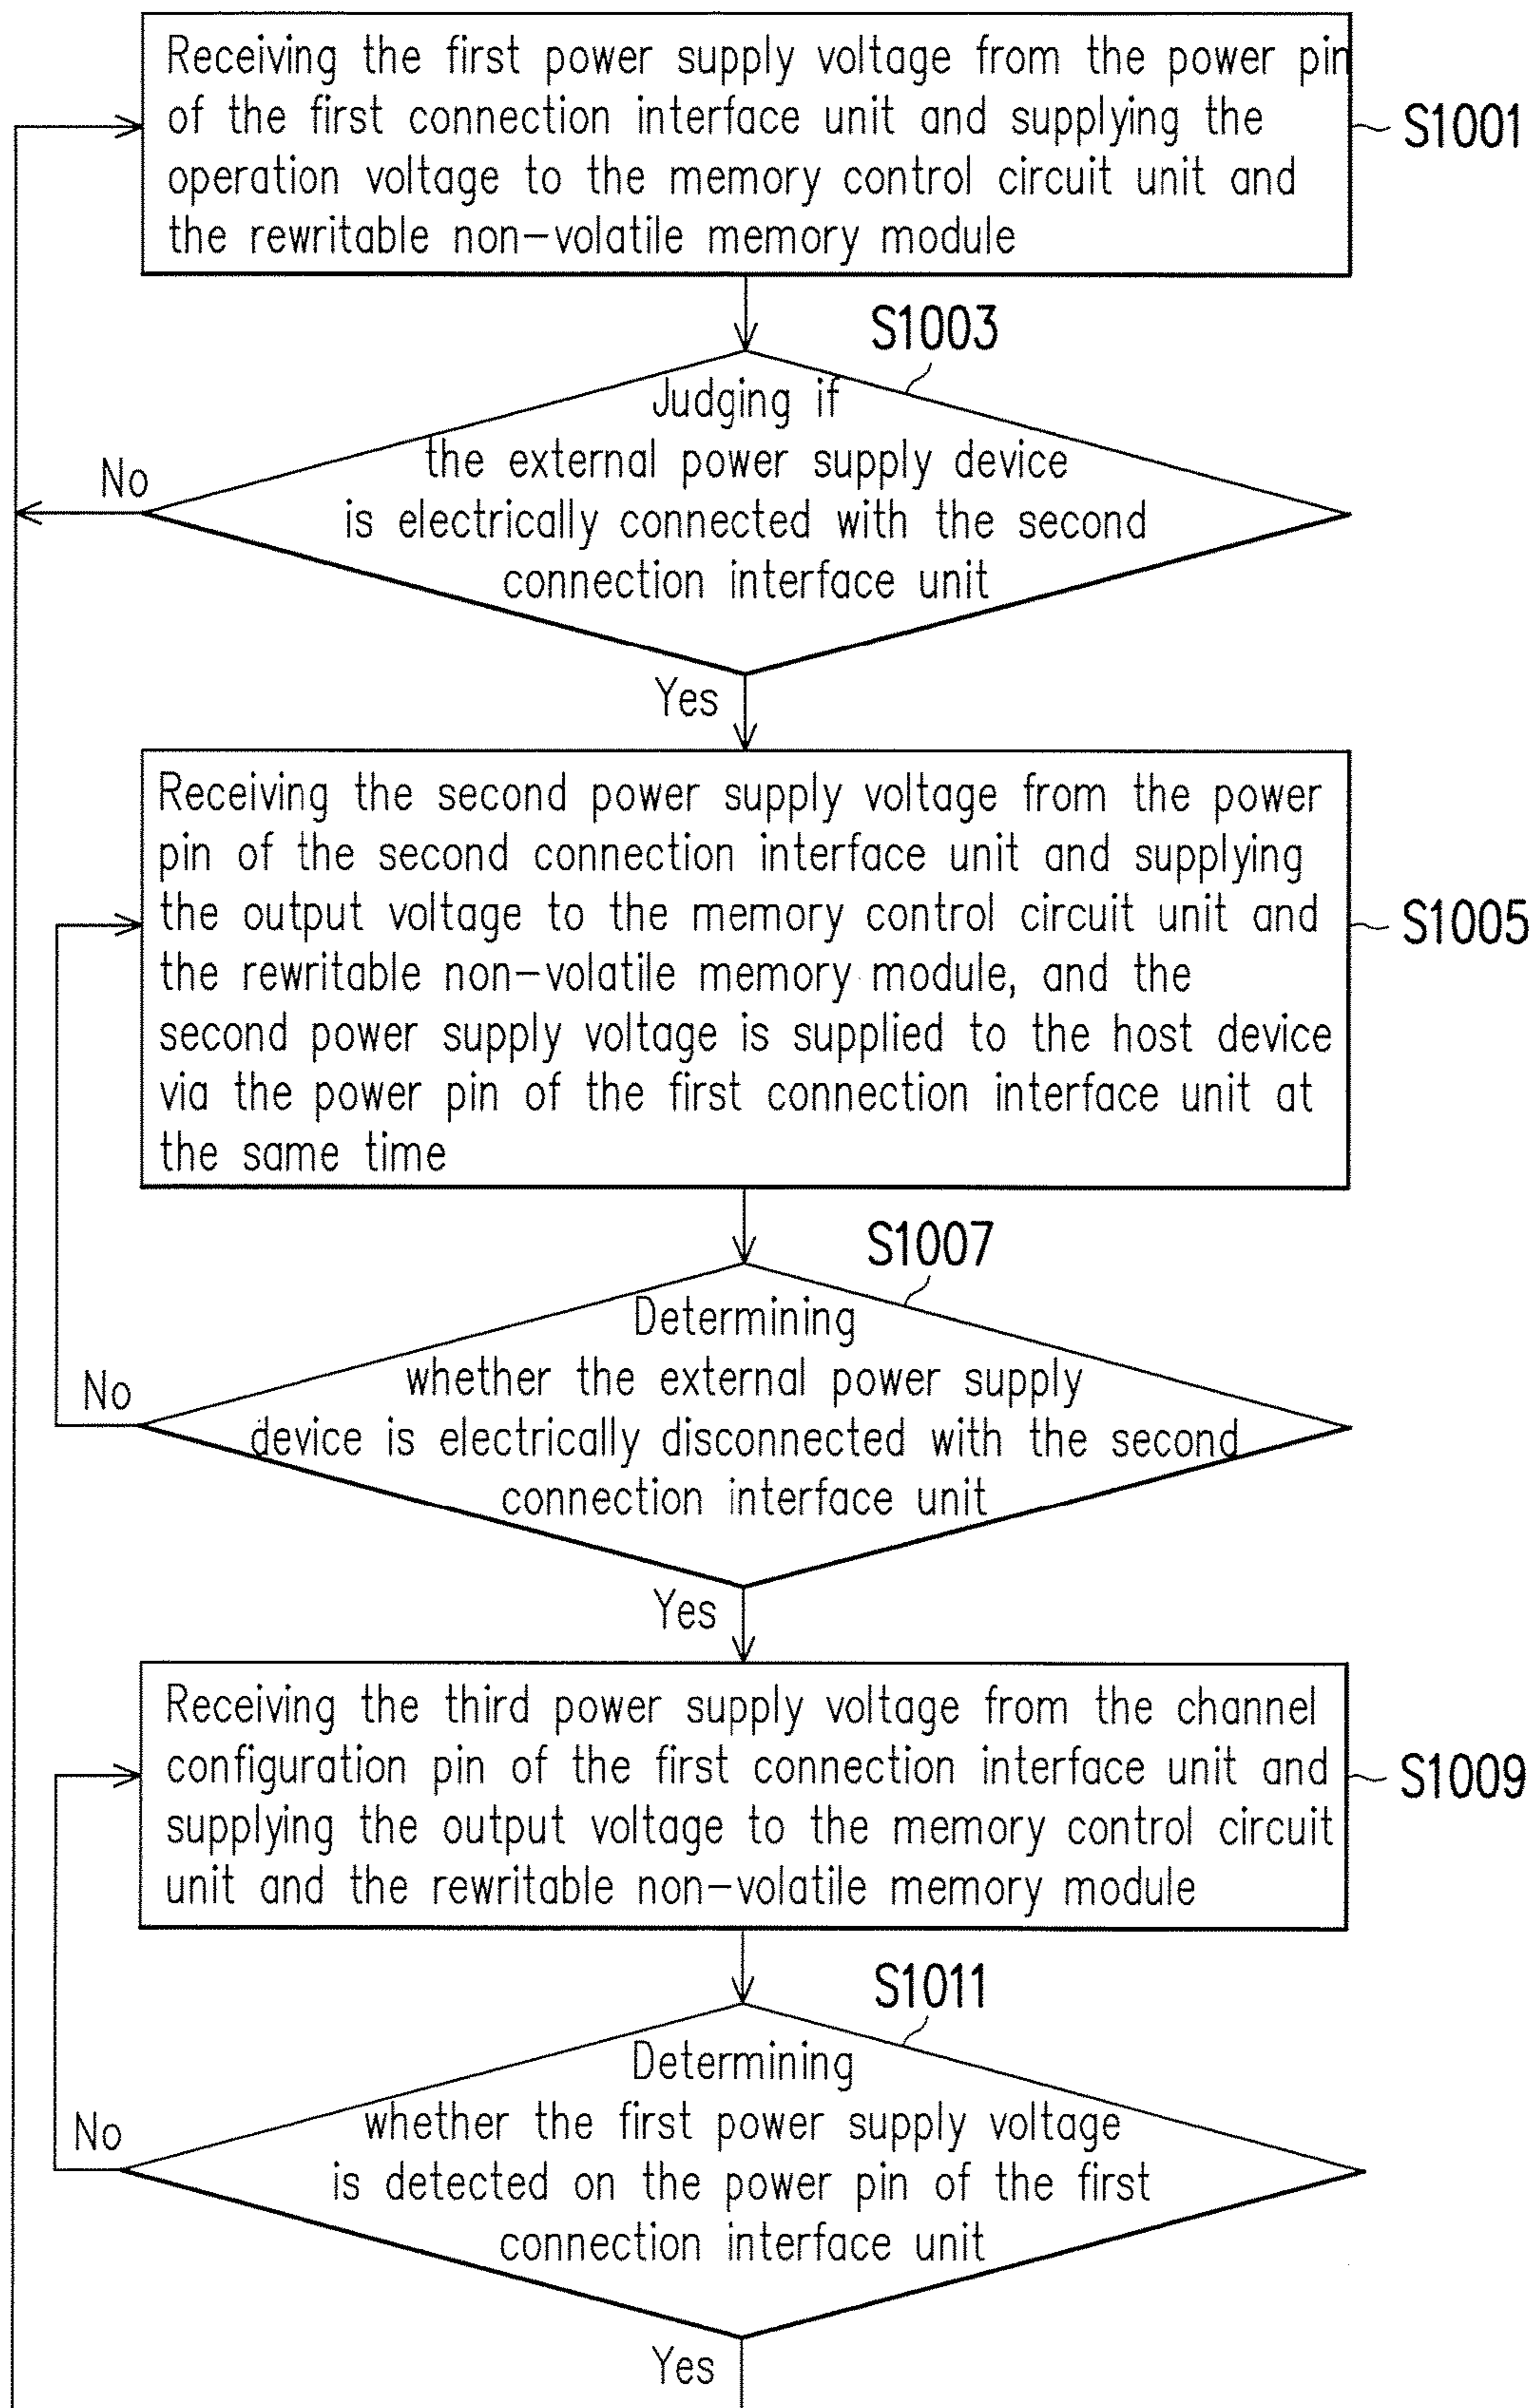 Receiving the first power supply voltage from the power pin
of the first connection interface unit and supplying the
operation voltage to the memory control circuit unit and
the rewritable non-volatile memory module
S1001
S1003
Judging if
the external power supply device
is electrically connected with the second
connection interface unit
No
Yes
Receiving the second power supply voltage from the power
pin of the second connection interface unit and supplying
the output voltage to the memory control circuit unit and
the rewritable non-volatile memory module, and the
second power supply voltage is supplied to the host device
via the power pin of the first connection interface unit at
the same time
S1005
S1007
Determining
whether the external power supply
device is electrically disconnected with the second
connection interface unit
No
Yes
Receiving the third power supply voltage from the channel
configuration pin of the first connection interface unit and
supplying the output voltage to the memory control circuit
unit and the rewritable non-volatile memory module
S1009
S1011
Determining
whether the first power supply voltage
is detected on the power pin of the first
connection interface unit
No
Yes